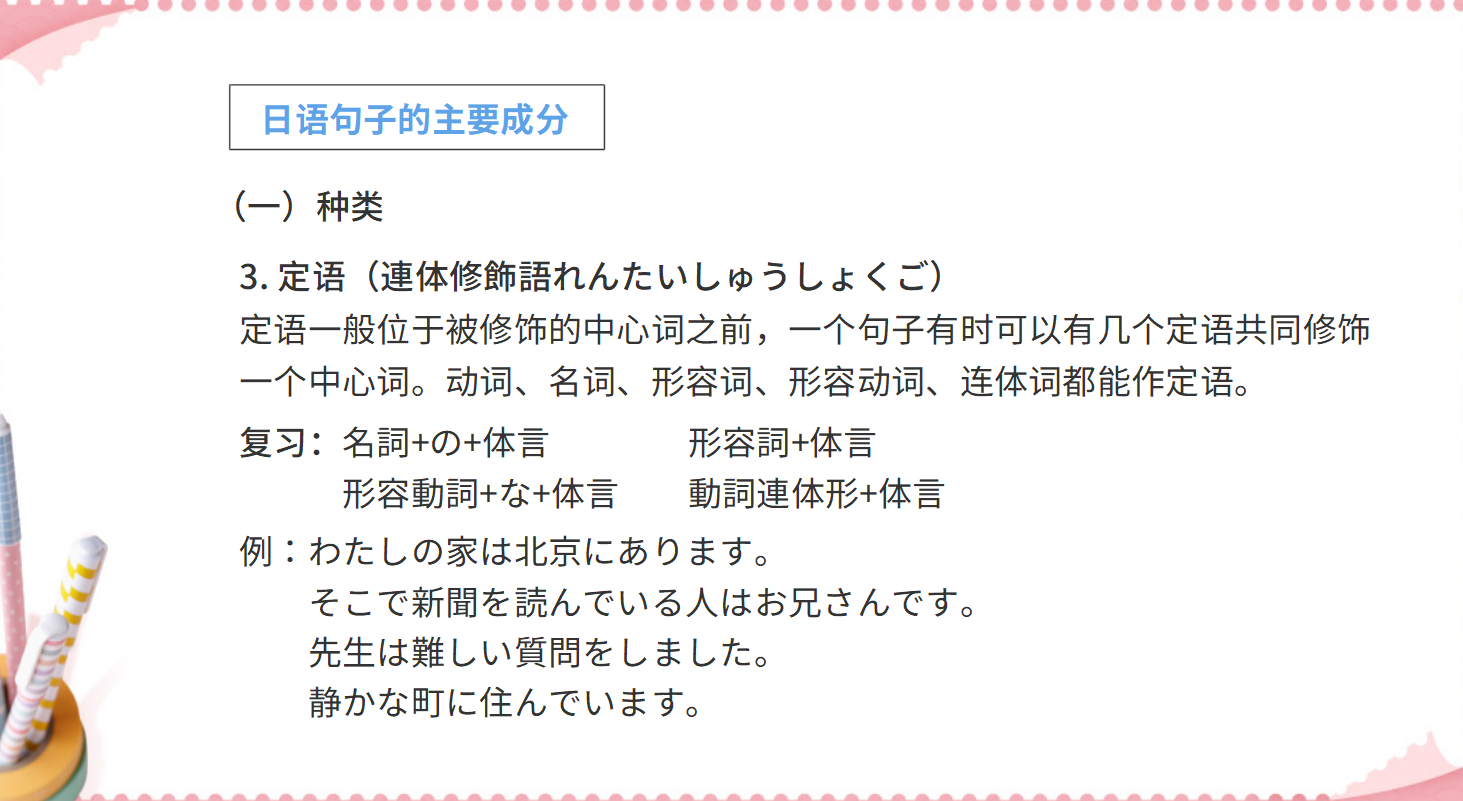 日语句子的主要成分
（一）种类
3. 定语（連体修飾語れんたいしゅうしょくご）
定语一般位于被修饰的中心词之前，一个句子有时可以有几个定语共同修饰
一个中心词。动词、名词、形容词、形容动词、连体词都能作定语。
复习：名詞+の+体言　　　　形容詞+体言
形容動詞+な+体言　　動詞連体形+体言
例：わたしの家は北京にあります。
そこで新聞を読んでいる人はお兄さんです。
先生は難しい質問をしました。
静かな町に住んでいます。